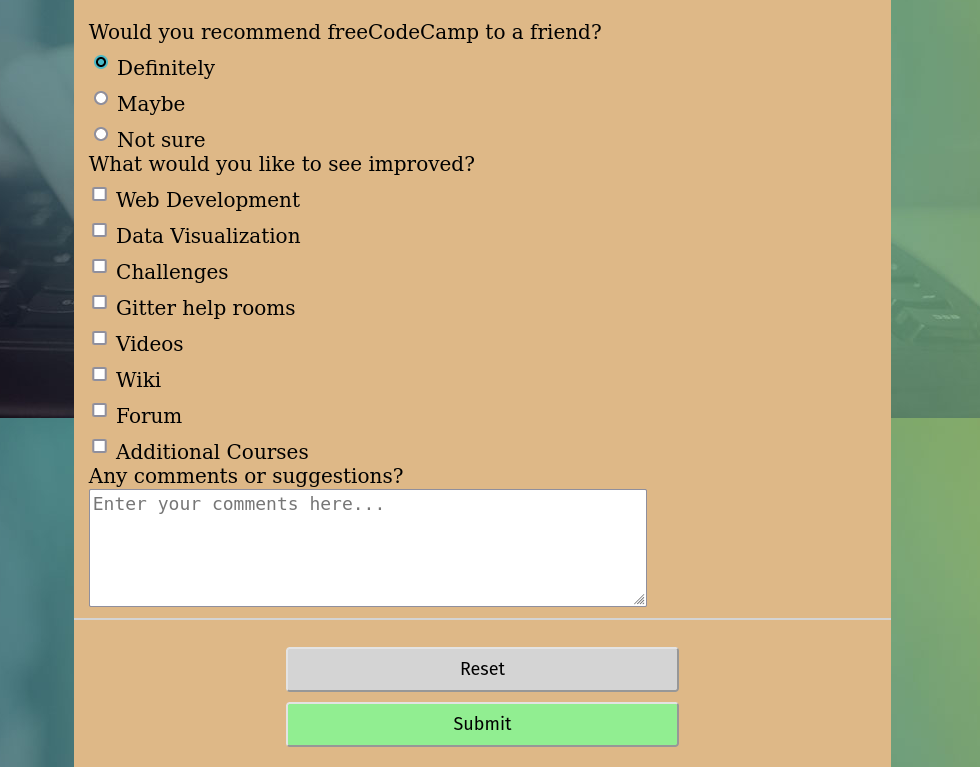 Would you recommend freeCodeCamp to a friend?
Definitely
Maybe
Not sure
What would you like to see improved?
Web Development
Data Visualization
Challenges
Gitter help rooms
Videos
Wiki
Forum
Additional Courses
Any comments or suggestions?
Enter your comments here...
Reset
Submit